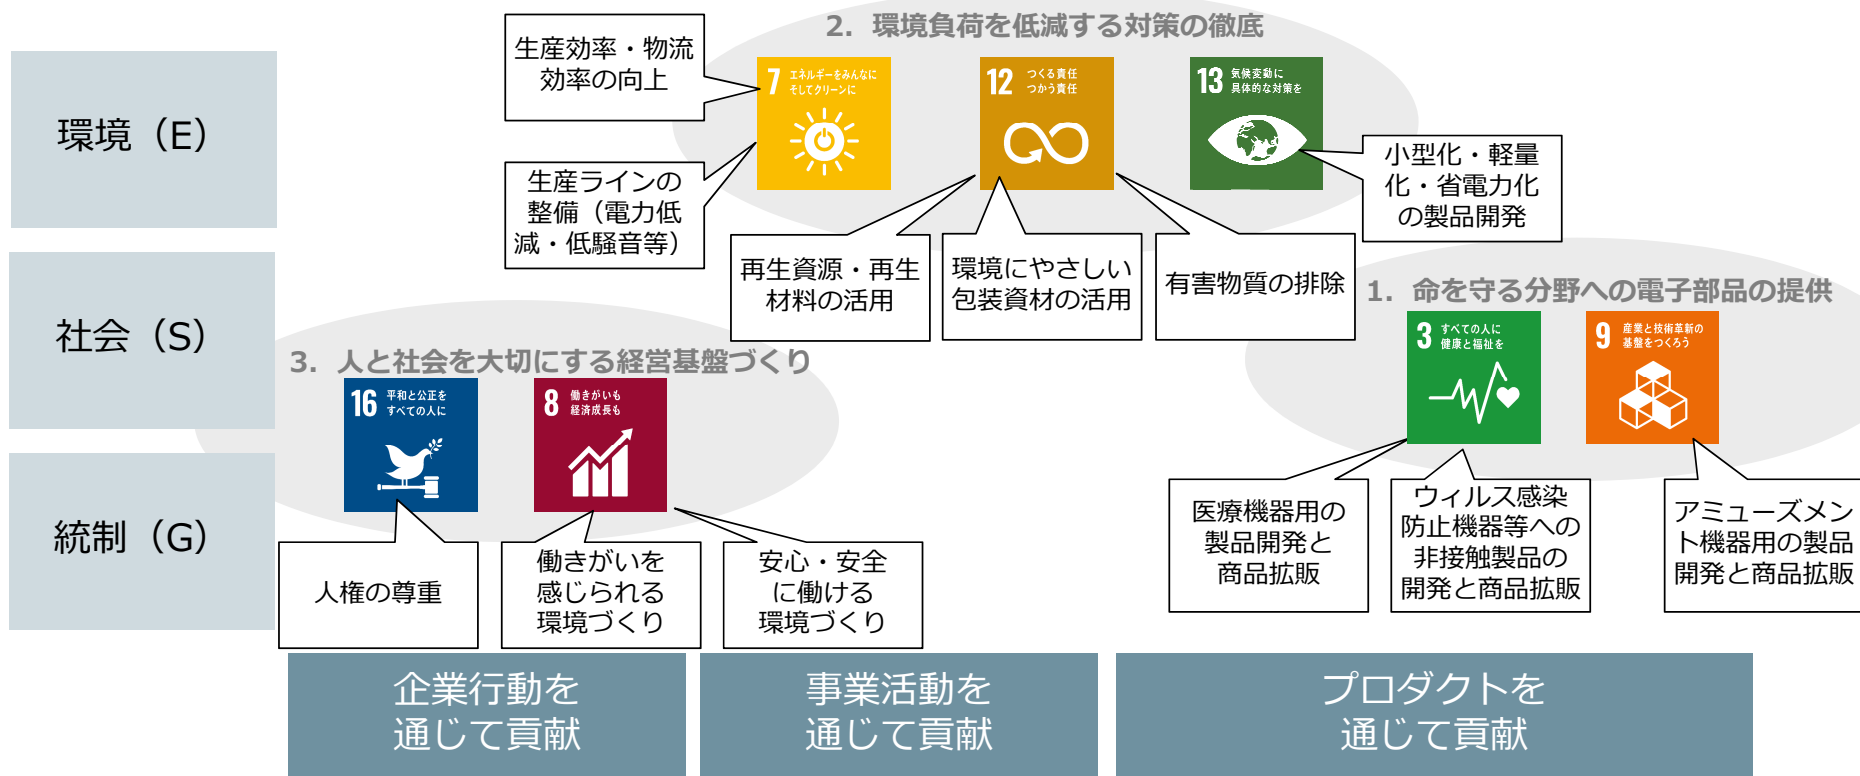 環境（E）
社会（S）
統制（G）
2. 環境負荷を低減する対策の徹底
生産効率・物流
効率の向上
生産ラインの
整備（電力低
減・低騒音等）
7 エネルギーをみんなに
そしてクリーンに
12 つくる責任
つかう責任
13 気候変動に
具体的な対策を
小型化・軽量
化・省電力化
の製品開発
再生資源・再生
材料の活用
環境にやさしい
包装資材の活用
有害物質の排除
1. 命を守る分野への電子部品の提供
3 すべての人に
健康と福祉を
9 産業と技術革新の
基盤をつくろう
医療機器用の
製品開発と
商品拡販
ウィルス感染
防止機器等への
非接触製品の
開発と商品拡販
アミューズメン
ト機器用の製品
開発と商品拡販
3. 人と社会を大切にする経営基盤づくり
16 平和と公正を
すべての人に
8 働きがいも
経済成長も
人権の尊重
働きがいを
感じられる
環境づくり
安心・安全
に働ける
環境づくり
企業行動を
通じて貢献
事業活動を
通じて貢献
プロダクトを
通じて貢献